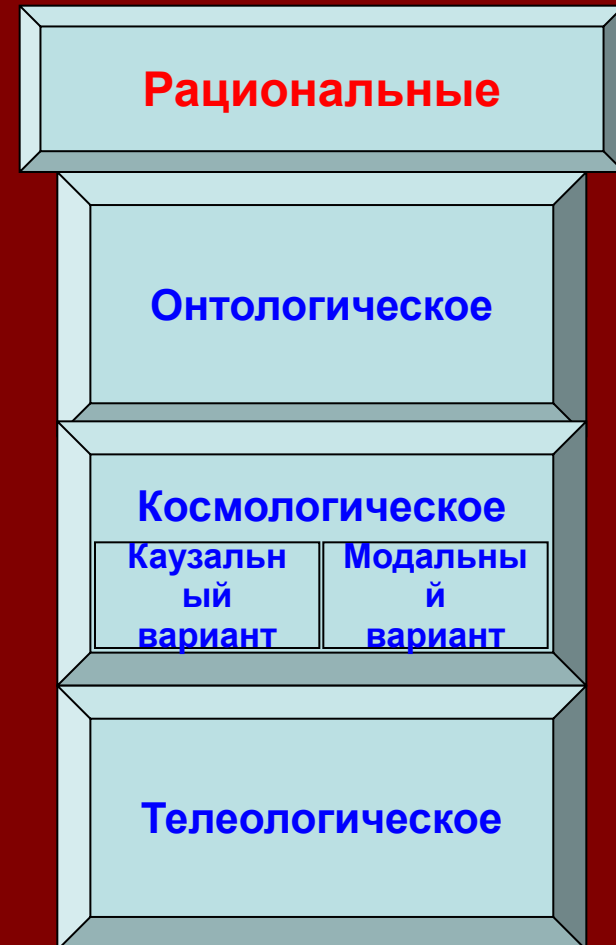 Рациональные
Онтологическое
Космологическое
Каузальн
ый
вариант
Модальны
й
вариант
Телеологическое